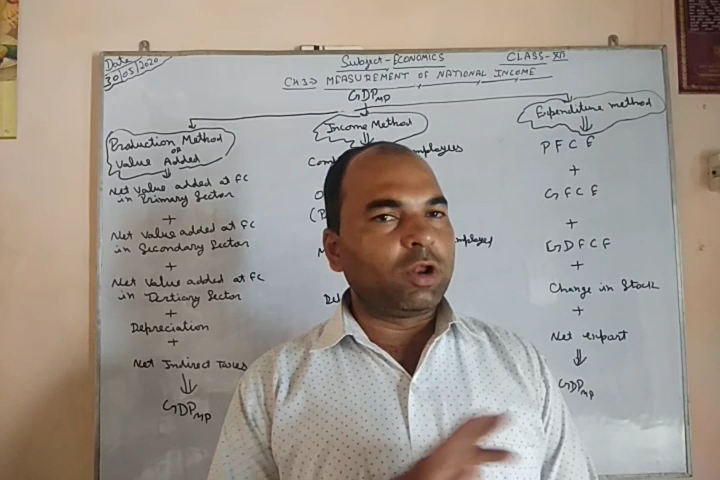 Date
30/05/2020
Subject-ECONOMICS
CLASS-XII
CH 3:-> MEASUREMENT OF NATIONAL INCOME
GDPMP
Production Method
or
Value Added
Net Value added at FC
in Primary Sector
+
Net Value added at FC
in Secondary Sector
+
Net Value added at FC
in Tertiary Sector
+
Depreciation
+
Net Indirect Taxes
GDPMP
Income Method
Expenditure method
P F C E
+
G F C E
+
G D F C F
+
Change in Stock
+
Net export
GDPMP